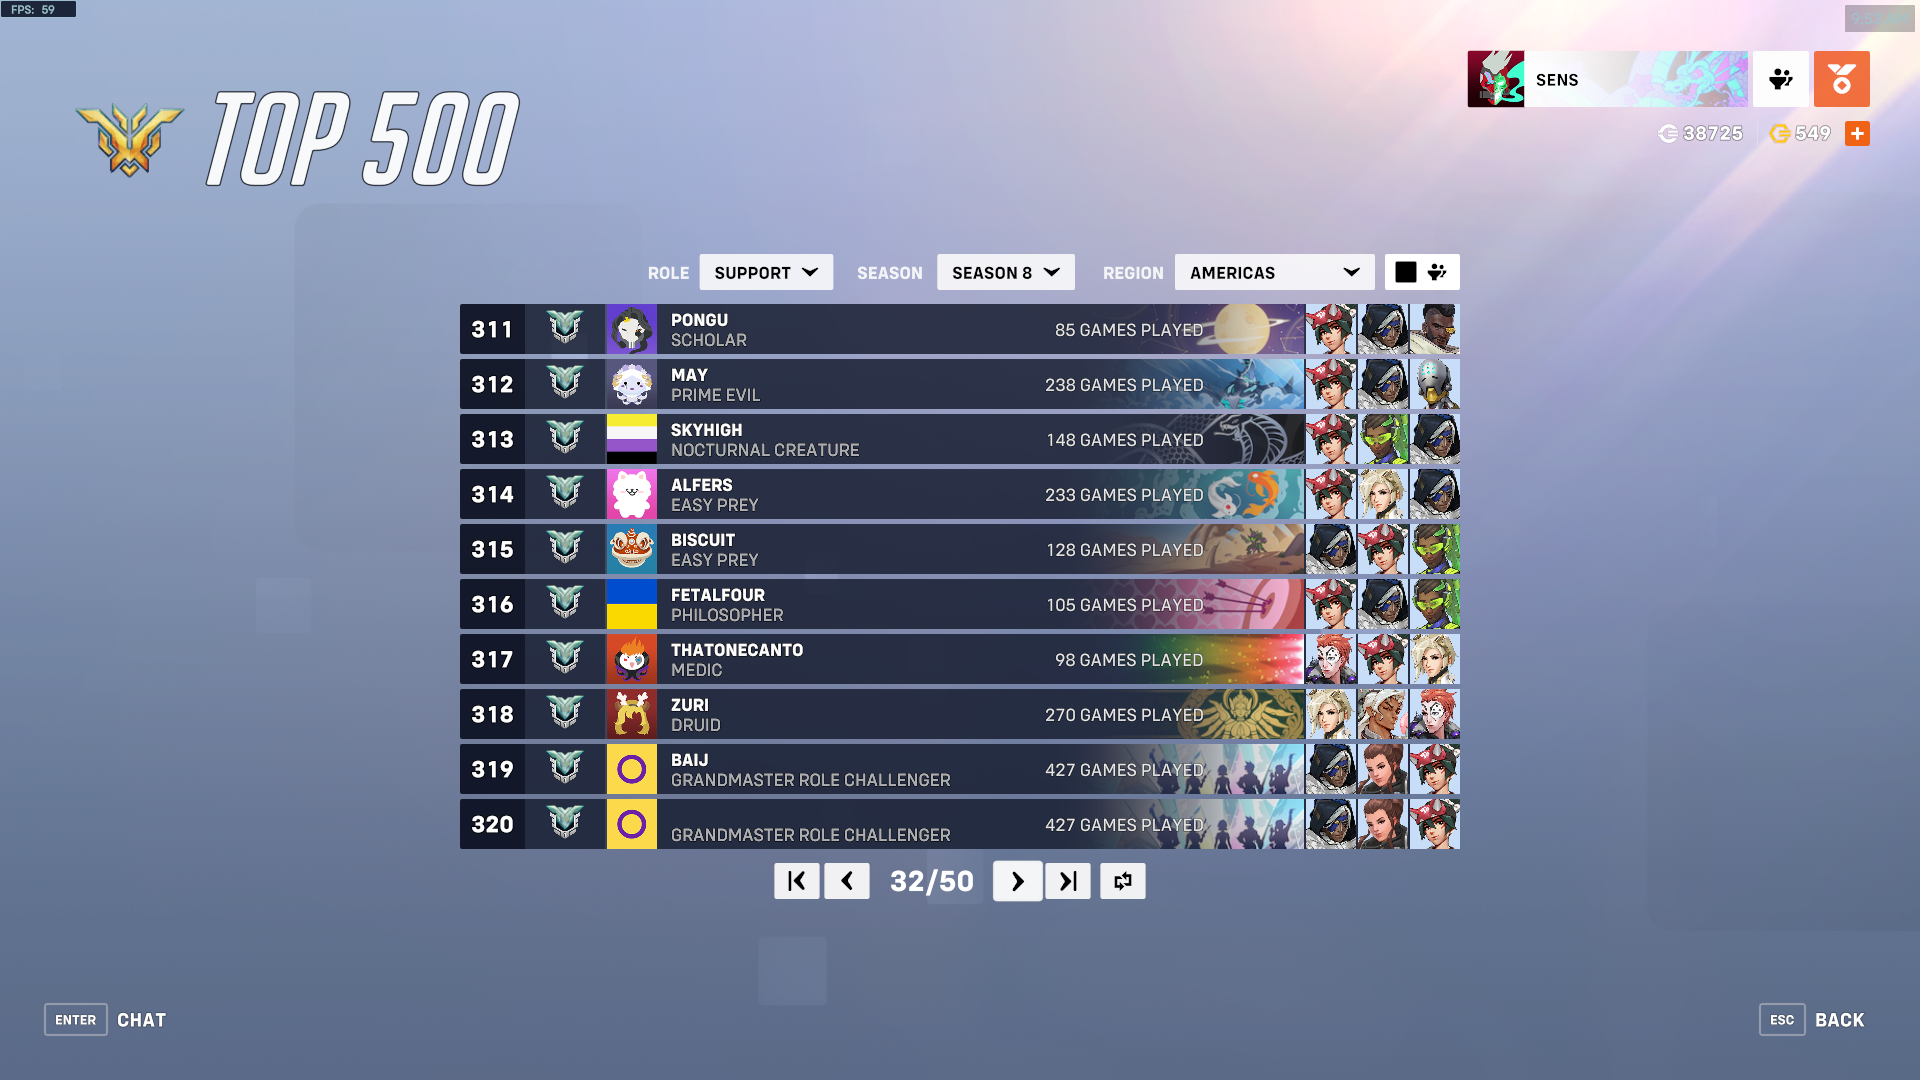 FPS: 59
SENS
38725 549
TOP 500
ROLE SUPPORT SEASON SEASON 8 REGION AMERICAS
311 PONGU SCHOLAR 85 GAMES PLAYED
312 MAY PRIME EVIL 238 GAMES PLAYED
313 SKYHIGH NOCTURNAL CREATURE 148 GAMES PLAYED
314 ALFERS EASY PREY 233 GAMES PLAYED
315 BISCUIT EASY PREY 128 GAMES PLAYED
316 FETALFOUR PHILOSOPHER 105 GAMES PLAYED
317 THATONECANTO MEDIC 98 GAMES PLAYED
318 ZURI DRUID 270 GAMES PLAYED
319 BAIJ GRANDMASTER ROLE CHALLENGER 427 GAMES PLAYED
320 GRANDMASTER ROLE CHALLENGER 427 GAMES PLAYED
32/50
ENTER CHAT
ESC BACK